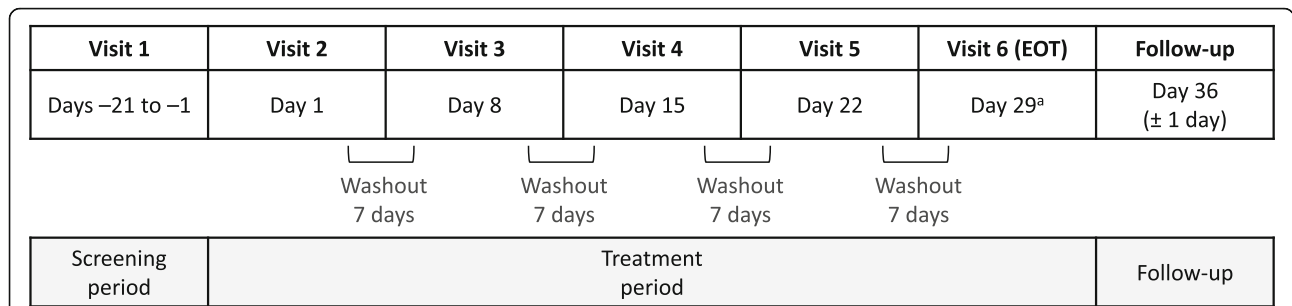 Visit 1 Visit 2 Visit 3 Visit 4 Visit 5 Visit 6 (EOT) Follow-up
Days –21 to –1 Day 1 Day 8 Day 15 Day 22 Day 29ᵃ Day 36
(± 1 day)
Washout Washout Washout Washout
7 days 7 days 7 days 7 days
Screening
period
Treatment
period
Follow-up